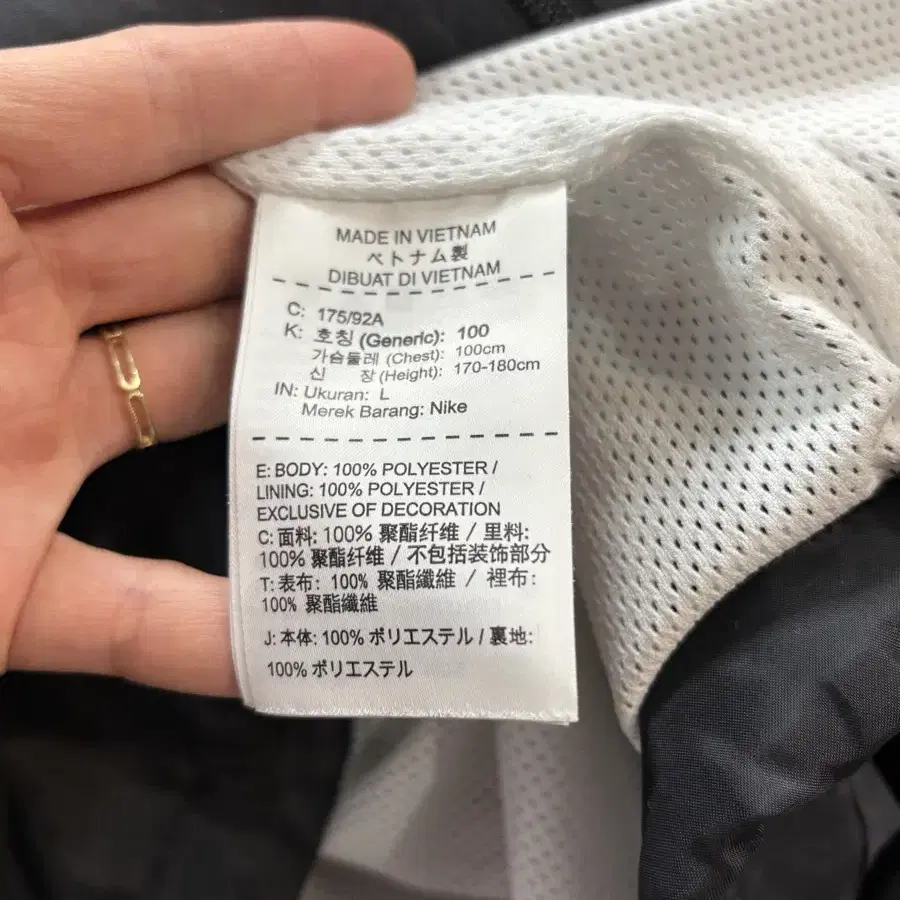 MADE IN VIETNAM
ベトナム製
DIBUAT DI VIETNAM
C: 175/92A
K: 호칭 (Generic): 100
가슴둘레 (Chest): 100cm
신 장 (Height): 170-180cm
IN: Ukuran: L
Merek Barang: Nike
E: BODY: 100% POLYESTER /
LINING: 100% POLYESTER /
EXCLUSIVE OF DECORATION
C: 面料: 100% 聚酯纤维 / 里料:
100% 聚酯纤维 / 不包括装饰部分
T: 表布: 100% 聚酯纖維 / 裡布:
100% 聚酯纖維
J: 本体: 100% ポリエステル / 裏地:
100% ポリエステル